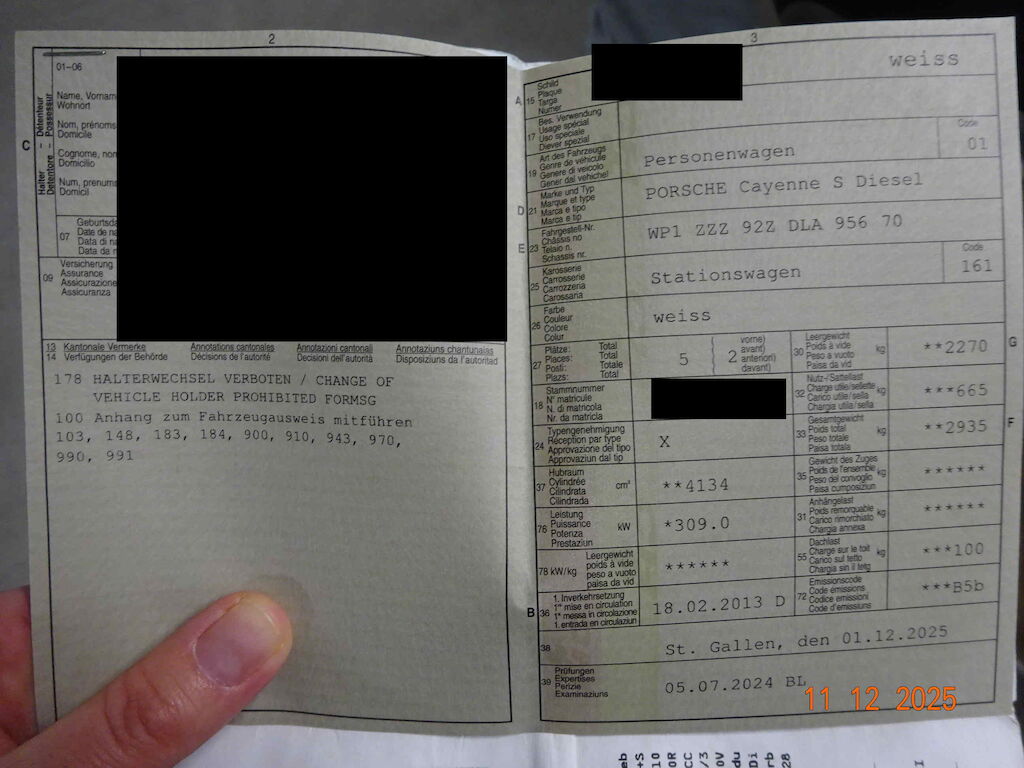 2
01-06
Name, Vornam
Wohnort
Nom, prénoms
Domicile
Cognome, nom
Domicilio
Num, prenums
Domicil
C
Halter – Détenteur
Detentore – Possessur
07
Geburtsda
Date de na
Data di na
Data da na
09
Versicherung
Assurance
Assicurazione
Assicuranza
13 Kantonale Vermerke Annotations cantonales Annotazioni cantonali Annotaziuns chantunalas
14 Verfügungen der Behörde Décisions de l'autorité Decisioni dell'autorità Disposiziuns da l'autoritad
178 HALTERWECHSEL VERBOTEN / CHANGE OF
VEHICLE HOLDER PROHIBITED FORMSG
100 Anhang zum Fahrzeugausweis mitführen
103, 148, 183, 184, 900, 910, 943, 970,
990, 991
3
A 15
Schild
Plaque
Targa
Numer
weiss
17
Bes. Verwendung
Usage spécial
Uso speciale
Diever spezial
19
Art des Fahrzeugs
Genre de véhicule
Genere di veicolo
Gener dal vehichel
Personenwagen
Code
01
D 21
Marke und Typ
Marque et type
Marca e tipo
Marca e tip
PORSCHE Cayenne S Diesel
E 23
Fahrgestell-Nr.
Châssis no
Telaio n.
Schassis nr.
WP1 ZZZ 92Z DLA 956 70
25
Karosserie
Carrosserie
Carrozzeria
Carossaria
Stationswagen
Code
161
26
Farbe
Couleur
Colore
Colur
weiss
27
Plätze: Total
Places: Total
Posti: Totale
Plazs: Total
5
2
vorne)
avant)
anteriori)
davant)
30
Leergewicht
Poids à vide
Peso a vuoto
Paisa da vid
kg
**2270
G
18
Stammnummer
N° matricule
N. di matricola
Nr. da matricla
32
Nutz-/Sattellast
Charge utile/sellette
Carico utile/sella
Chargia utila/sella
kg
***665
24
Typengenehmigung
Réception par type
Approvazione del tipo
Approvaziun dal tip
X
33
Gesamtgewicht
Poids total
Peso totale
Paisa totala
kg
**2935
F
37
Hubraum
Cylindrée
Cilindrata
Cilindrada
cm³
**4134
35
Gewicht des Zuges
Poids de l'ensemble
Peso del convoglio
Paisa cumposiziun
kg
******
76
Leistung
Puissance
Potenza
Prestaziun
kW
*309.0
31
Anhängelast
Poids remorquable
Carico rimorchiato
Chargia annexa
kg
******
78 kW/kg
Leergewicht
poids à vide
peso a vuoto
paisa da vid
******
55
Dachlast
Charge sur le toit
Carico sul tetto
Chargia sin il tetg
kg
***100
B 36
1. Inverkehrsetzung
1re mise en circulation
1a messa in circolazione
1. entrada en circulaziun
18.02.2013 D
72
Emissionscode
Code émissions
Codice emissioni
Code d'emissiuns
***B5b
38
St. Gallen, den 01.12.2025
39
Prüfungen
Expertises
Perizie
Examinaziuns
05.07.2024 BL
11 12 2025